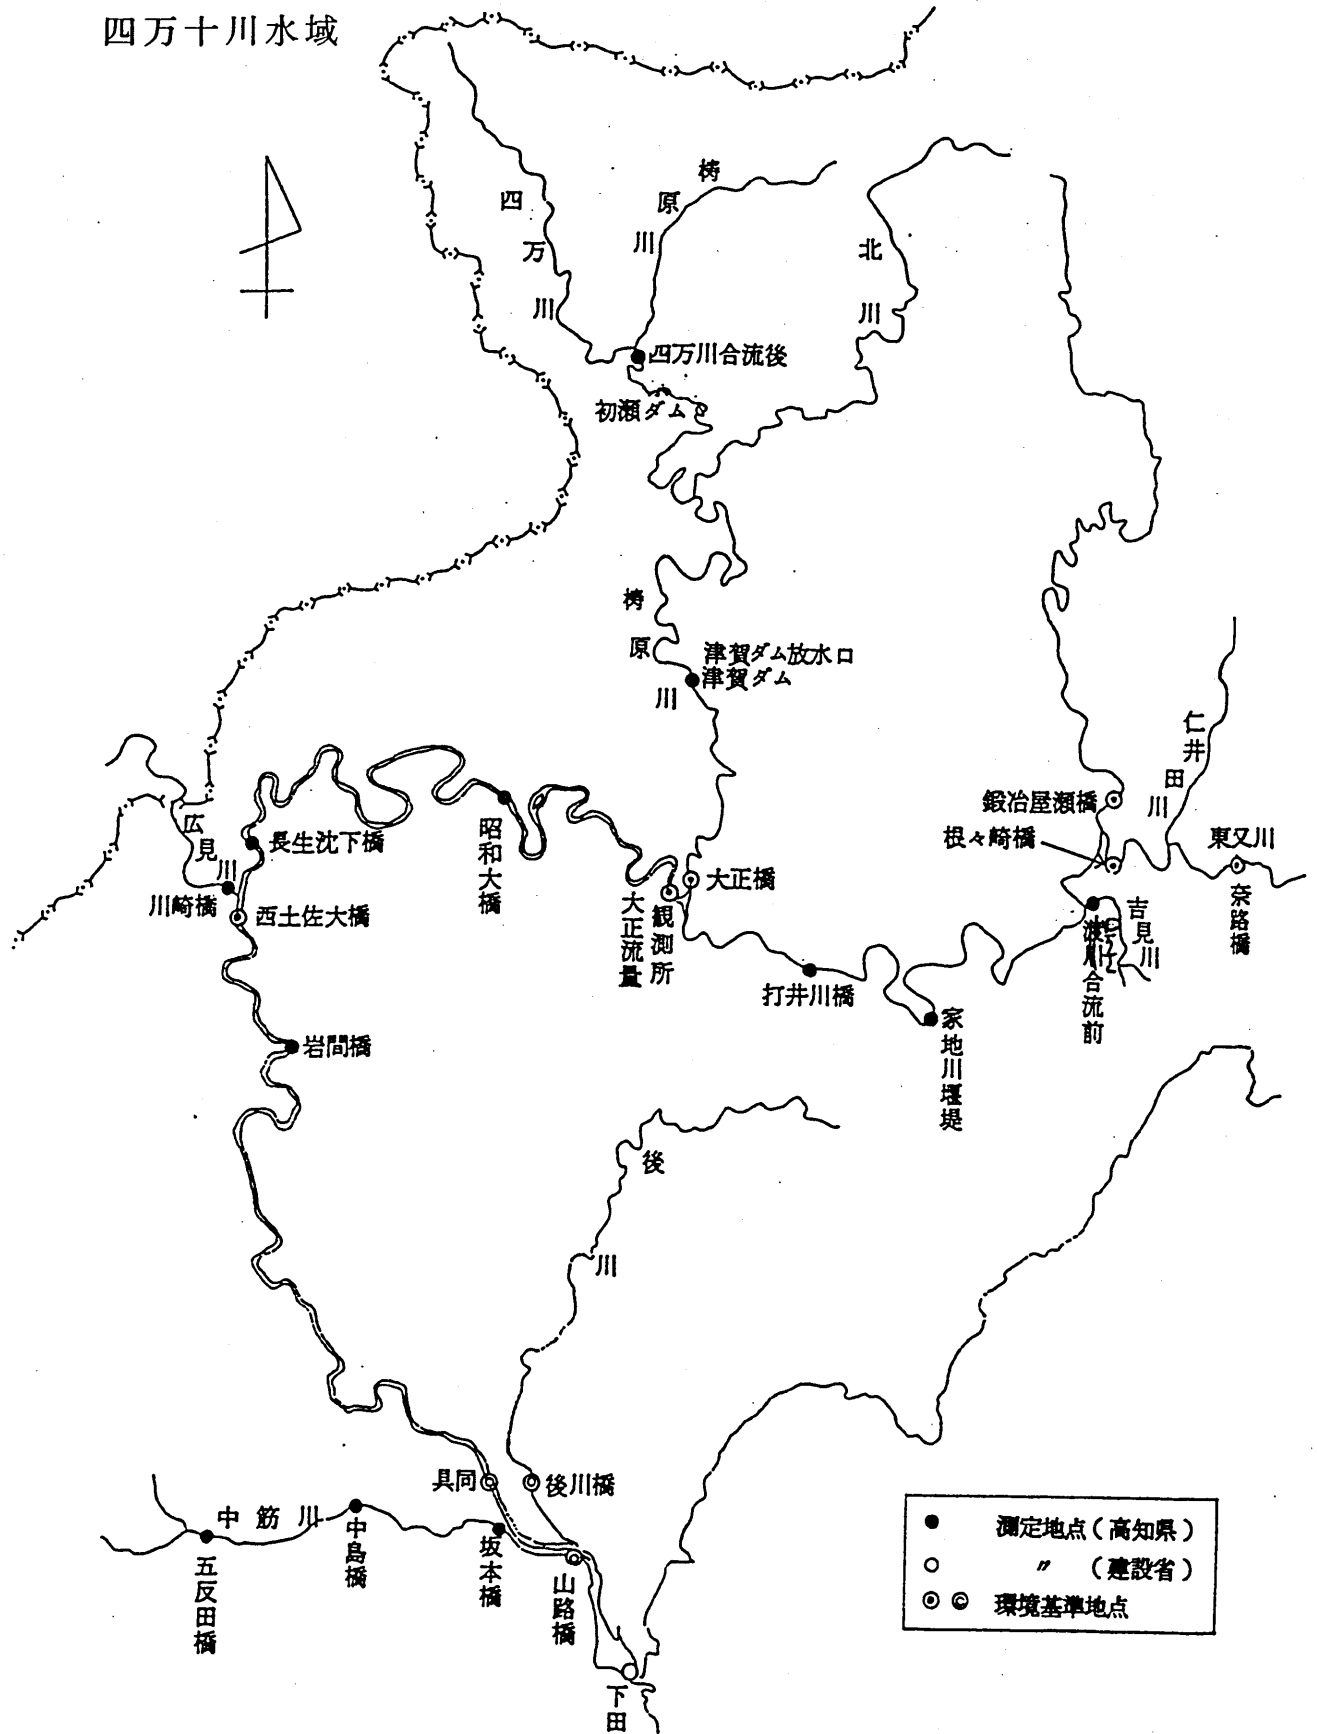 四万十川水域
四万川
梼原川
北川
四万川合流後
初瀬ダム
梼原川
津賀ダム放水口
津賀ダム
仁井田川
鍛冶屋瀬橋
根々崎橋
東又川
奈路橋
吉見川
合流前
広見川
長生沈下橋
川崎橋
西土佐大橋
昭和大橋
大正橋
大正流量
観測所
打井川橋
家地川堰堤
岩間橋
後川
具同
後川橋
中筋川
五反田橋
中島橋
坂本橋
山路橋
下田
測定地点(高知県)
〃 (建設省)
環境基準地点